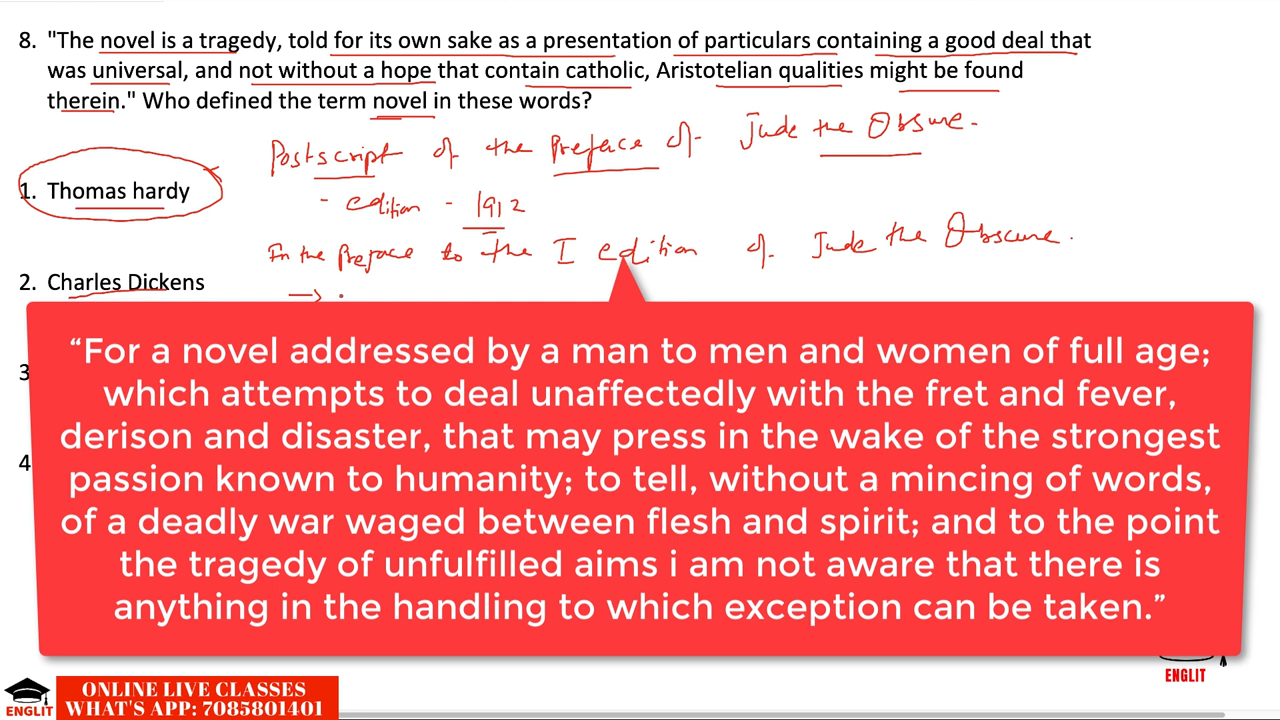 8. "The novel is a tragedy, told for its own sake as a presentation of particulars containing a good deal that
was universal, and not without a hope that contain catholic, Aristotelian qualities might be found
therein." Who defined the term novel in these words?
Postscript of the Preface of Jude the Obsure.
1. Thomas hardy
- edition - 1912
In the Preface to the I edition of Jude the Obscure.
2. Charles Dickens
→ .
3
4
“For a novel addressed by a man to men and women of full age;
which attempts to deal unaffectedly with the fret and fever,
derison and disaster, that may press in the wake of the strongest
passion known to humanity; to tell, without a mincing of words,
of a deadly war waged between flesh and spirit; and to the point
the tragedy of unfulfilled aims i am not aware that there is
anything in the handling to which exception can be taken.”
ENGLIT
ENGLIT
ONLINE LIVE CLASSES
WHAT'S APP: 7085801401